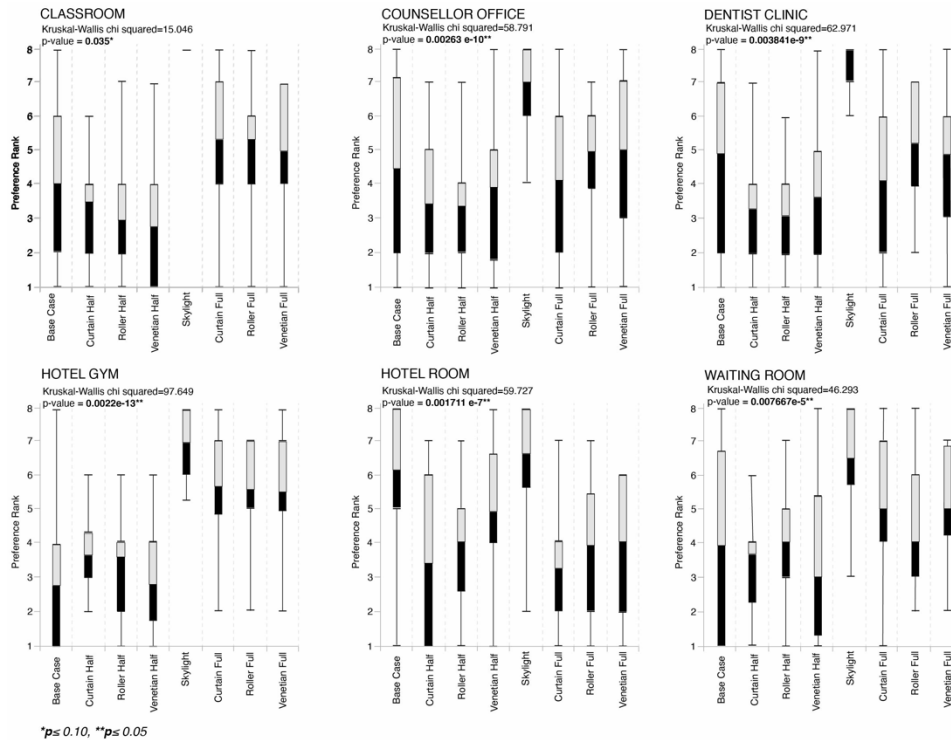 CLASSROOM
Kruskal-Wallis chi squared=15.046
p-value = 0.035*
Preference Rank
8
7
6
5
4
3
2
1
Base Case
Curtain Half
Roller Half
Venetian Half
Skylight
Curtain Full
Roller Full
Venetian Full
COUNSELLOR OFFICE
Kruskal-Wallis chi squared=58.791
p-value = 0.00263 e-10**
Preference Rank
8
7
6
5
4
3
2
1
Base Case
Curtain Half
Roller Half
Venetian Half
Skylight
Curtain Full
Roller Full
Venetian Full
DENTIST CLINIC
Kruskal-Wallis chi squared=62.971
p-value = 0.003841e-9**
Preference Rank
8
7
6
5
4
3
2
1
Base Case
Curtain Half
Roller Half
Venetian Half
Skylight
Curtain Full
Roller Full
Venetian Full
HOTEL GYM
Kruskal-Wallis chi squared=97.649
p-value = 0.0022e-13**
Preference Rank
8
7
6
5
4
3
2
1
Base Case
Curtain Half
Roller Half
Venetian Half
Skylight
Curtain Full
Roller Full
Venetian Full
HOTEL ROOM
Kruskal-Wallis chi squared=59.727
p-value = 0.001711 e-7**
Preference Rank
8
7
6
5
4
3
2
1
Base Case
Curtain Half
Roller Half
Venetian Half
Skylight
Curtain Full
Roller Full
Venetian Full
WAITING ROOM
Kruskal-Wallis chi squared=46.293
p-value = 0.007667e-5**
Preference Rank
8
7
6
5
4
3
2
1
Base Case
Curtain Half
Roller Half
Venetian Half
Skylight
Curtain Full
Roller Full
Venetian Full
*p≤ 0.10, **p≤ 0.05